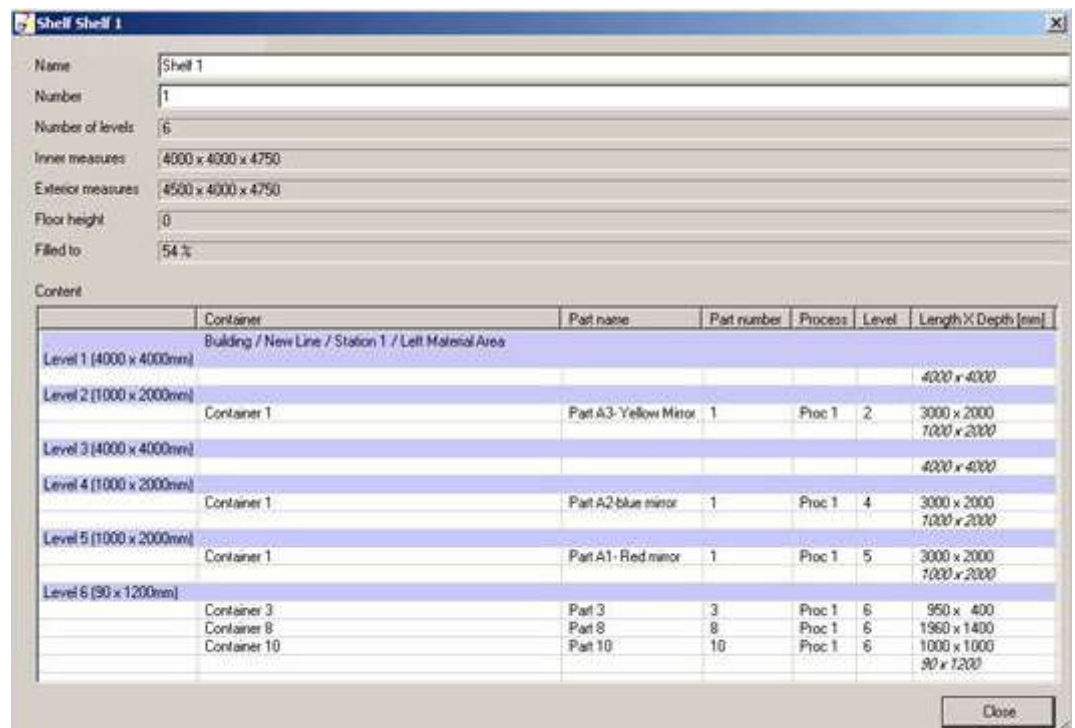 Shelf Shelf 1
Name Shelf 1
Number 1
Number of levels 6
Inner measures 4000 x 4000 x 4750
Exterior measures 4500 x 4000 x 4750
Floor height 0
Filled to 54 %
Content
Container Part name Part number Process Level Length X Depth [mm]
Building / New Line / Station 1 / Left Material Area
Level 1 (4000 x 4000mm)
4000 x 4000
Level 2 (1000 x 2000mm)
Container 1 Part A3- Yellow Mirror 1 Proc 1 2 3000 x 2000
1000 x 2000
Level 3 (4000 x 4000mm)
4000 x 4000
Level 4 (1000 x 2000mm)
Container 1 Part A2-blue mirror 1 Proc 1 4 3000 x 2000
1000 x 2000
Level 5 (1000 x 2000mm)
Container 1 Part A1- Red mirror 1 Proc 1 5 3000 x 2000
1000 x 2000
Level 6 (90 x 1200mm)
Container 3 Part 3 3 Proc 1 6 950 x 400
Container 8 Part 8 8 Proc 1 6 1960 x 1400
Container 10 Part 10 10 Proc 1 6 1000 x 1000
90 x 1200
Close